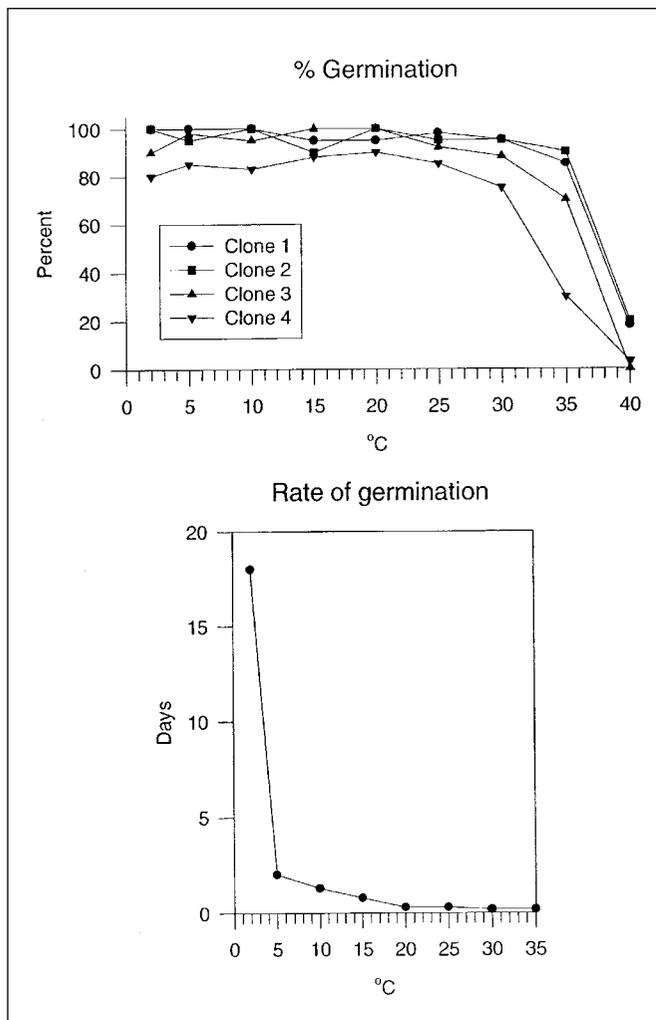 % Germination
100
80
60
40
20
0
Percent
Clone 1
Clone 2
Clone 3
Clone 4
0 5 10 15 20 25 30 35 40
°C
Rate of germination
20
15
10
5
0
Days
0 5 10 15 20 25 30 35
°C